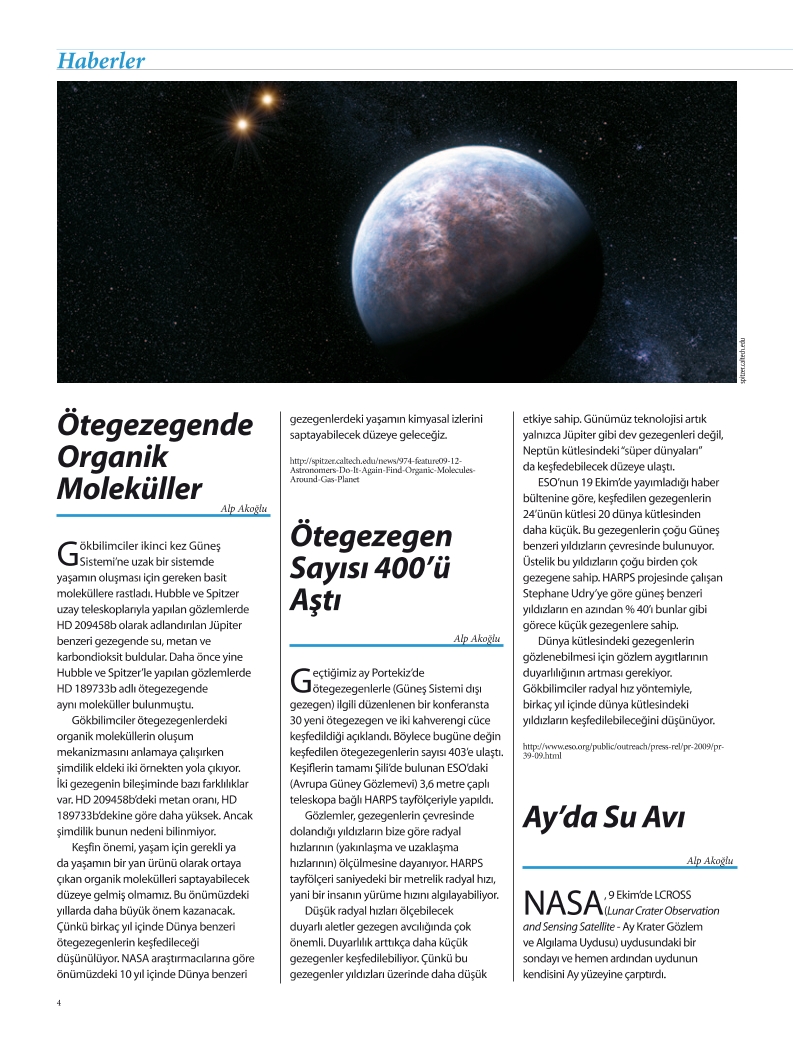 Haberler
spitzer.caltech.edu
Ötegezegende
Organik
Moleküller
Alp Akoğlu
Gökbilimciler ikinci kez Güneş
Sistemi’ne uzak bir sistemde
yaşamın oluşması için gereken basit
moleküllere rastladı. Hubble ve Spitzer
uzay teleskoplarıyla yapılan gözlemlerde
HD 209458b olarak adlandırılan Jüpiter
benzeri gezegende su, metan ve
karbondioksit buldular. Daha önce yine
Hubble ve Spitzer’le yapılan gözlemlerde
HD 189733b adlı ötegezegende
aynı moleküller bulunmuştu.
Gökbilimciler ötegezegenlerdeki
organik moleküllerin oluşum
mekanizmasını anlamaya çalışırken
şimdilik eldeki iki örnekten yola çıkıyor.
İki gezegenin bileşiminde bazı farklılıklar
var. HD 209458b’deki metan oranı, HD
189733b’dekine göre daha yüksek. Ancak
şimdilik bunun nedeni bilinmiyor.
Keşfin önemi, yaşam için gerekli ya
da yaşamın bir yan ürünü olarak ortaya
çıkan organik molekülleri saptayabilecek
düzeye gelmiş olmamız. Bu önümüzdeki
yıllarda daha büyük önem kazanacak.
Çünkü birkaç yıl içinde Dünya benzeri
ötegezegenlerin keşfedileceği
düşünülüyor. NASA araştırmacılarına göre
önümüzdeki 10 yıl içinde Dünya benzeri
gezegenlerdeki yaşamın kimyasal izlerini
saptayabilecek düzeye geleceğiz.
http://spitzer.caltech.edu/news/974-feature09-12-
Astronomers-Do-It-Again-Find-Organic-Molecules-
Around-Gas-Planet
Ötegezegen
Sayısı 400’ü
Aştı
Alp Akoğlu
Geçtiğimiz ay Portekiz’de
ötegezegenlerle (Güneş Sistemi dışı
gezegen) ilgili düzenlenen bir konferansta
30 yeni ötegezegen ve iki kahverengi cüce
keşfedildiği açıklandı. Böylece bugüne değin
keşfedilen ötegezegenlerin sayısı 403’e ulaştı.
Keşiflerin tamamı Şili’de bulunan ESO’daki
(Avrupa Güney Gözlemevi) 3,6 metre çaplı
teleskopa bağlı HARPS tayfölçeriyle yapıldı.
Gözlemler, gezegenlerin çevresinde
dolandığı yıldızların bize göre radyal
hızlarının (yakınlaşma ve uzaklaşma
hızlarının) ölçülmesine dayanıyor. HARPS
tayfölçeri saniyedeki bir metrelik radyal hızı,
yani bir insanın yürüme hızını algılayabiliyor.
Düşük radyal hızları ölçebilecek
duyarlı aletler gezegen avcılığında çok
önemli. Duyarlılık arttıkça daha küçük
gezegenler keşfedilebiliyor. Çünkü bu
gezegenler yıldızları üzerinde daha düşük
etkiye sahip. Günümüz teknolojisi artık
yalnızca Jüpiter gibi dev gezegenleri değil,
Neptün kütlesindeki “süper dünyaları”
da keşfedebilecek düzeye ulaştı.
ESO’nun 19 Ekim’de yayımladığı haber
bültenine göre, keşfedilen gezegenlerin
24’ünün kütlesi 20 dünya kütlesinden
daha küçük. Bu gezegenlerin çoğu Güneş
benzeri yıldızların çevresinde bulunuyor.
Üstelik bu yıldızların çoğu birden çok
gezegene sahip. HARPS projesinde çalışan
Stephane Udry’ye göre güneş benzeri
yıldızların en azından % 40’ı bunlar gibi
görece küçük gezegenlere sahip.
Dünya kütlesindeki gezegenlerin
gözlenebilmesi için gözlem aygıtlarının
duyarlılığının artması gerekiyor.
Gökbilimciler radyal hız yöntemiyle,
birkaç yıl içinde dünya kütlesindeki
yıldızların keşfedilebileceğini düşünüyor.
http://www.eso.org/public/outreach/press-rel/pr-2009/pr-
39-09.html
Ay’da Su Avı
Alp Akoğlu
NASA, 9 Ekim’de LCROSS
(Lunar Crater Observation
and Sensing Satellite - Ay Krater Gözlem
ve Algılama Uydusu) uydusundaki bir
sondayı ve hemen ardından uydunun
kendisini Ay yüzeyine çarptırdı.
4